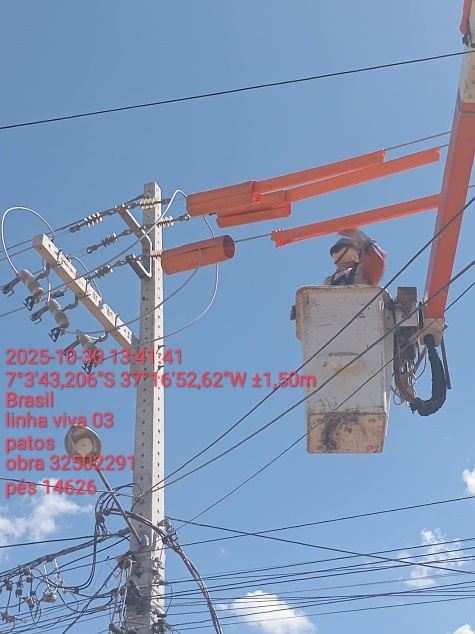 2025-10-30 13:41:41
7°3'43,206"S 37°16'52,62"W ±1,50m
Brasil
linha viva 03
patos
obra 32502291
pés 14626